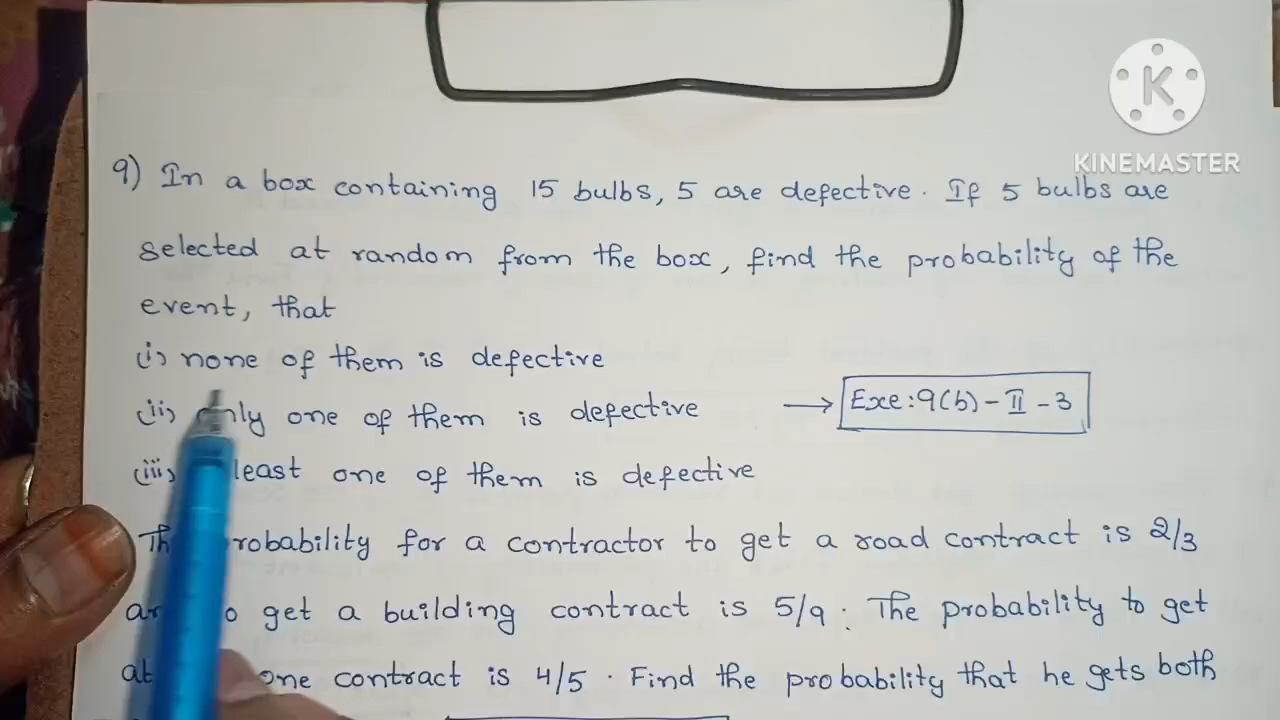 K
KINEMASTER
9) In a box containing 15 bulbs, 5 are defective. If 5 bulbs are
selected at random from the box, find the probability of the
event, that
(i) none of them is defective
(ii) only one of them is defective
→ Exe: 9(b) - II - 3
(iii) least one of them is defective
probability for a contractor to get a road contract is 2/3
to get a building contract is 5/9. The probability to get
one contract is 4/5. Find the probability that he gets both